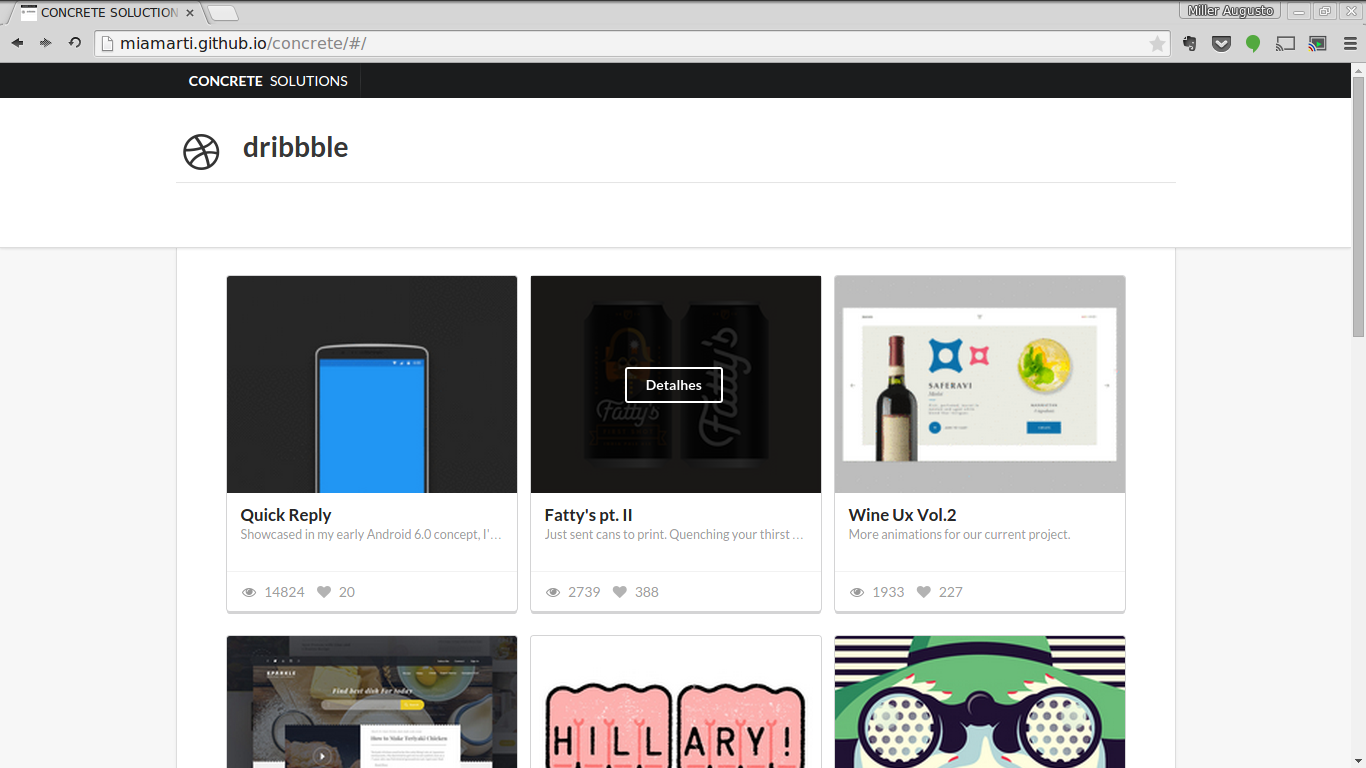 CONCRETE SOLUCTION
Miller Augusto
miamarti.github.io/concrete/#/
CONCRETE SOLUTIONS
dribbble
Fatty's
Fatty's
Detalhes
SAFERAVI
Quick Reply
Showcased in my early Android 6.0 concept, I'...
Fatty's pt. II
Just sent cans to print. Quenching your thirst ...
Wine Ux Vol.2
More animations for our current project.
14824 20
2739 388
1933 227
SPARKLE
Find best dish For today
How to Make Teriyaki Chicken
HILLARY!